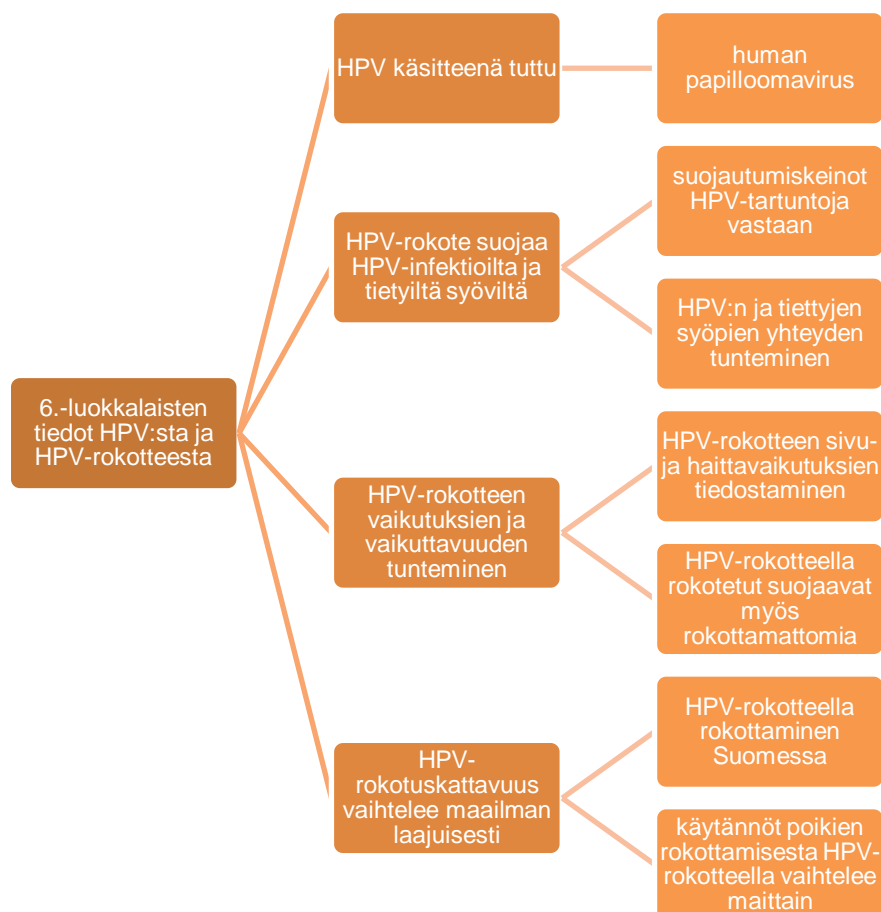 6.-luokkalaisten
tiedot HPV:sta ja
HPV-rokotteesta
HPV käsitteenä tuttu
human
papilloomavirus
HPV-rokote suojaa
HPV-infektioilta ja
tietyiltä syöviltä
suojautumiskeinot
HPV-tartuntoja
vastaan
HPV:n ja tiettyjen
syöpien yhteyden
tunteminen
HPV-rokotteen
vaikutuksien ja
vaikuttavuuden
tunteminen
HPV-rokotteen sivu-
ja haittavaikutuksien
tiedostaminen
HPV-rokotteella
rokotetut suojaavat
myös
rokottamattomia
HPV-
rokotuskattavuus
vaihtelee maailman
laajuisesti
HPV-rokotteella
rokottaminen
Suomessa
käytännöt poikien
rokottamisesta HPV-
rokotteella vaihtelee
maittain